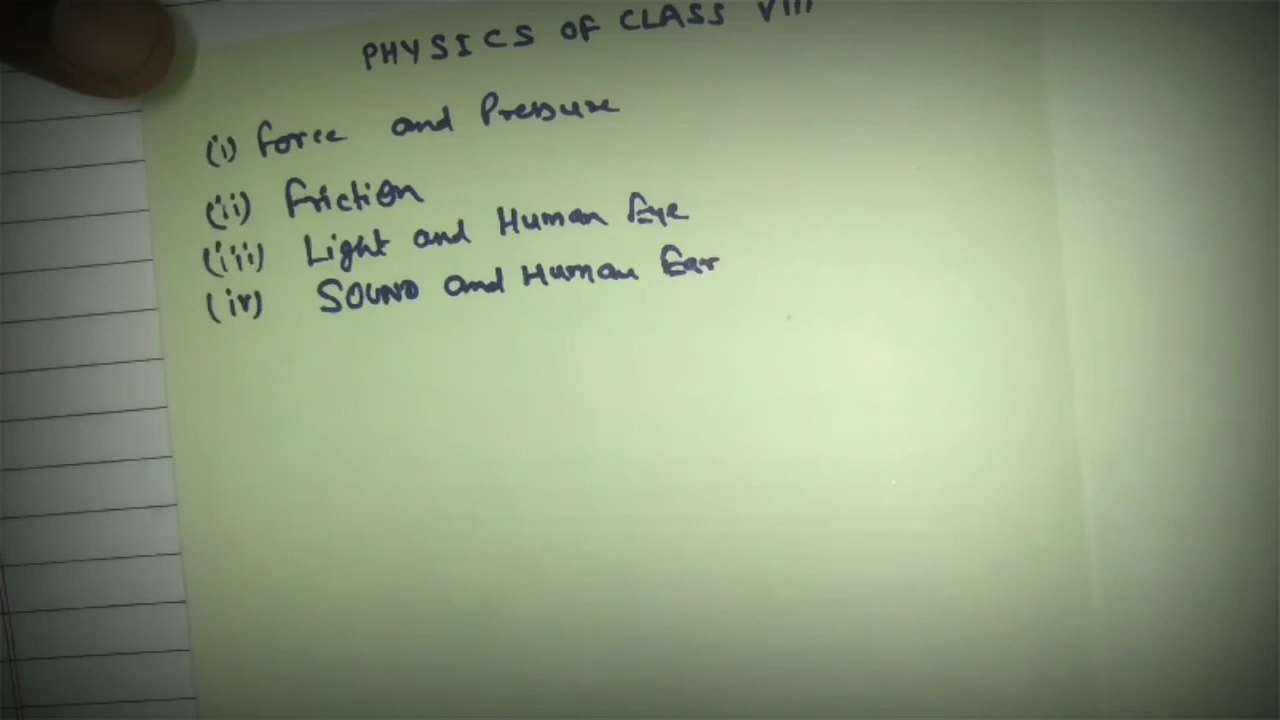 PHYSICS OF CLASS VIII
(i) Force and Pressure
(ii) Friction
(iii) Light and Human Eye
(iv) SOUND and Human Ear